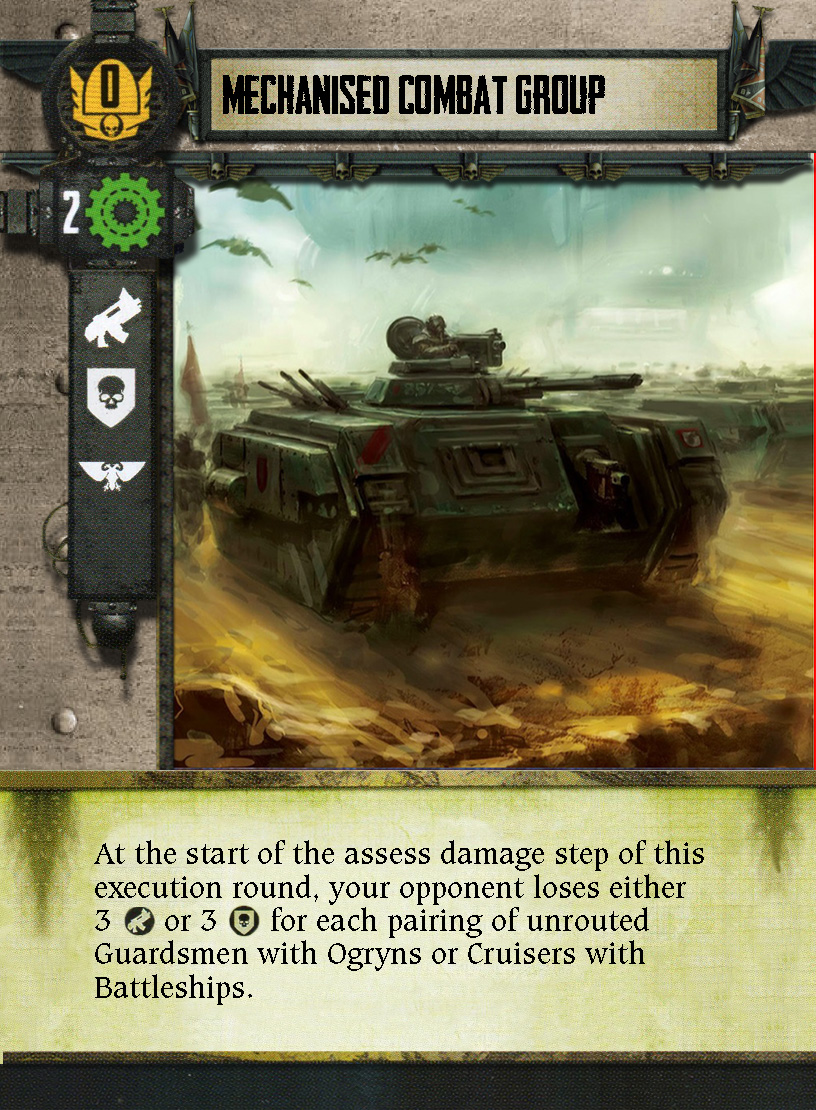 0
MECHANISED COMBAT GROUP
2
At the start of the assess damage step of this
execution round, your opponent loses either
3 or 3 for each pairing of unrouted
Guardsmen with Ogryns or Cruisers with
Battleships.